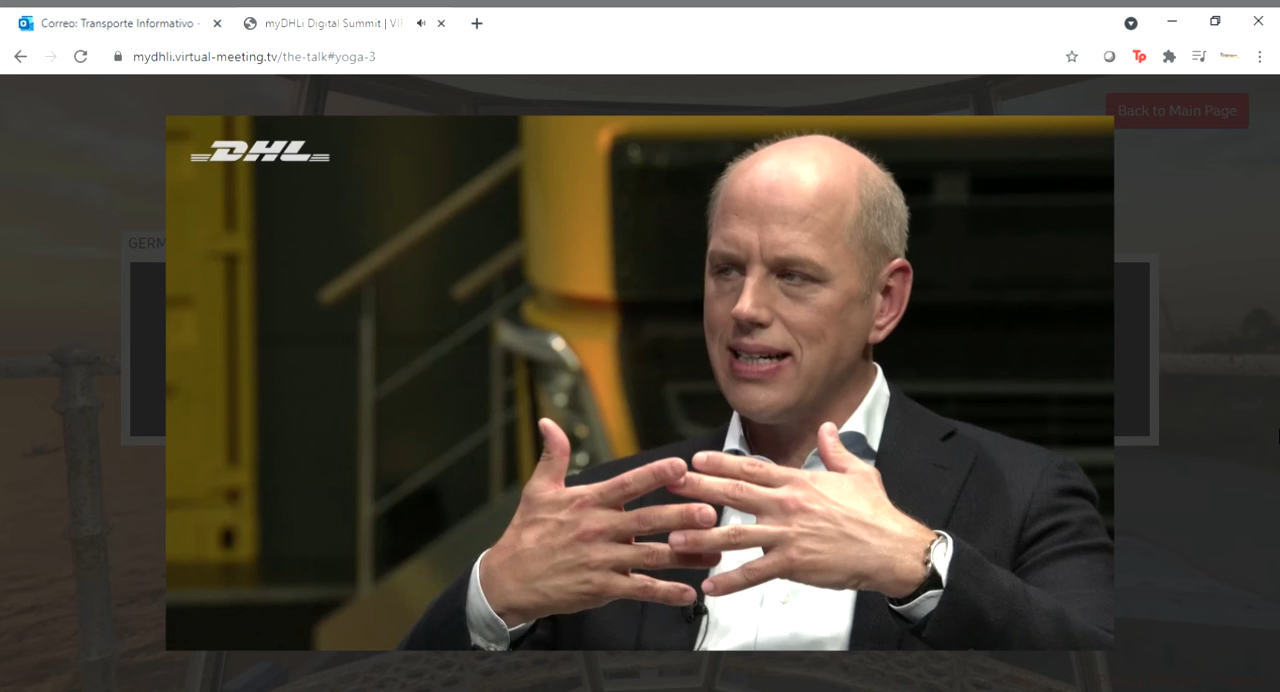 Correo: Transporte Informativo -
myDHLi Digital Summit | VI
mydhli.virtual-meeting.tv/the-talk#yoga-3
Tp
Back to Main Page
DHL
GERM